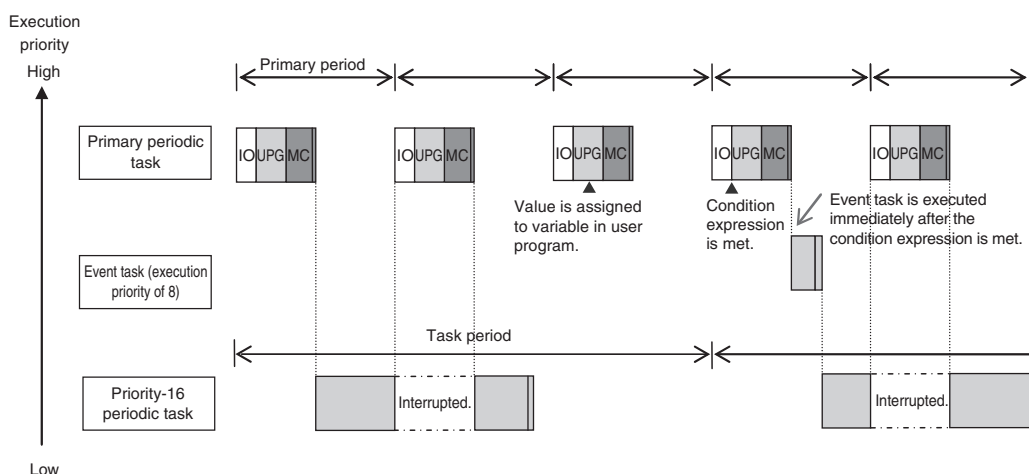 Execution
priority
High
Primary period
Primary periodic
task
IO UPG MC
IO UPG MC
IO UPG MC
IO UPG MC
IO UPG MC
Value is assigned
to variable in user
program.
Condition
expression
is met.
Event task is executed
immediately after the
condition expression is met.
Event task (execution
priority of 8)
Task period
Priority-16
periodic task
Interrupted.
Interrupted.
Low